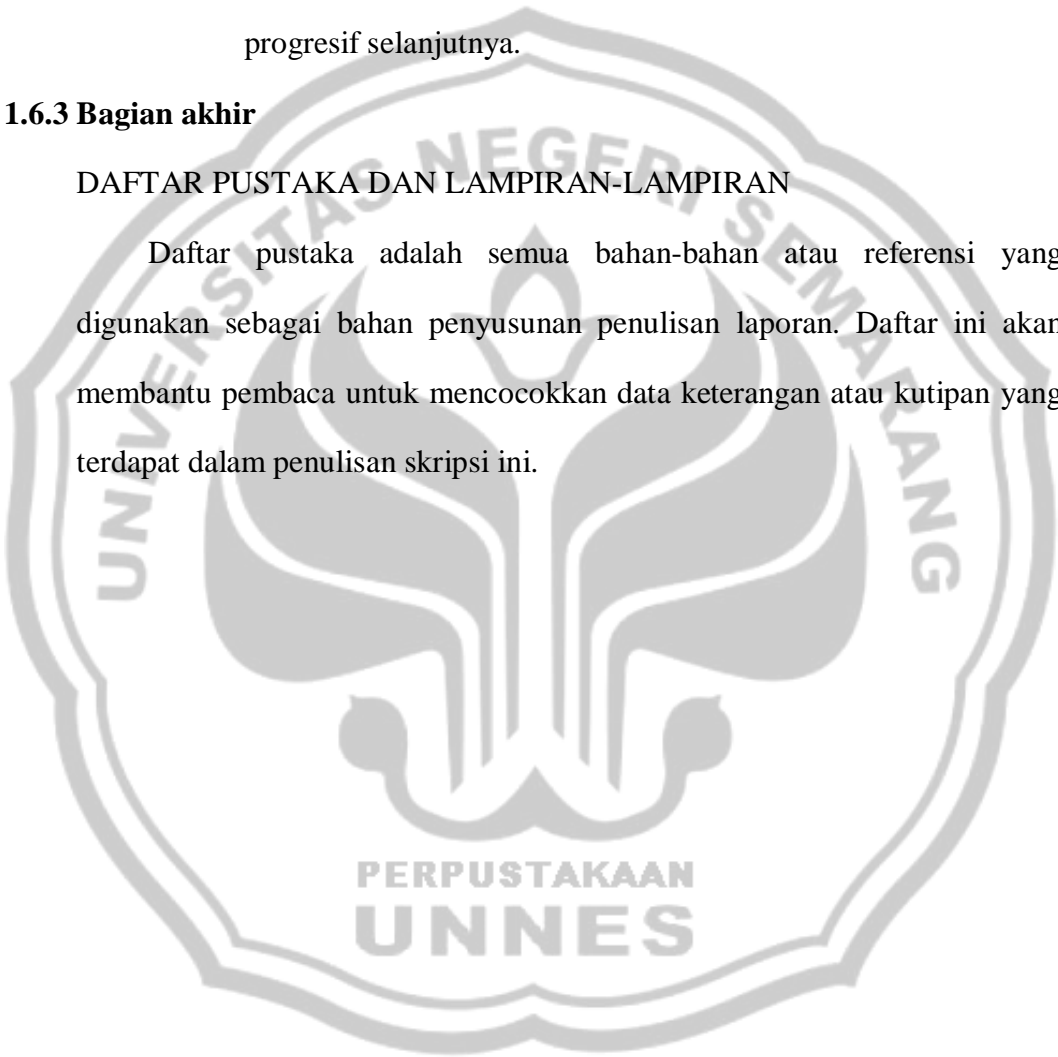 progresif selanjutnya.
1.6.3 Bagian akhir
DAFTAR PUSTAKA DAN LAMPIRAN-LAMPIRAN
Daftar pustaka adalah semua bahan-bahan atau referensi yang
digunakan sebagai bahan penyusunan penulisan laporan. Daftar ini akan
membantu pembaca untuk mencocokkan data keterangan atau kutipan yang
terdapat dalam penulisan skripsi ini.
UNIVERSITAS NEGERI SEMARANG
PERPUSTAKAAN
UNNES